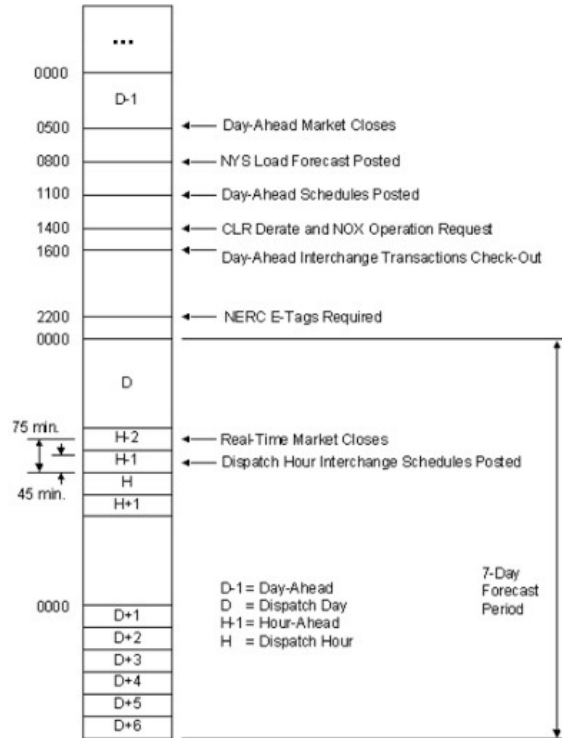 ...
0000
D-1
0500
Day-Ahead Market Closes
0800
NYS Load Forecast Posted
1100
Day-Ahead Schedules Posted
1400
CLR Derate and NOX Operation Request
1600
Day-Ahead Interchange Transactions Check-Out
2200
NERC E-Tags Required
0000
D
75 min.
H-2
Real-Time Market Closes
H-1
Dispatch Hour Interchange Schedules Posted
H
45 min.
H+1
7-Day
Forecast
Period
D-1 = Day-Ahead
D = Dispatch Day
H-1 = Hour-Ahead
H = Dispatch Hour
0000
D+1
D+2
D+3
D+4
D+5
D+6